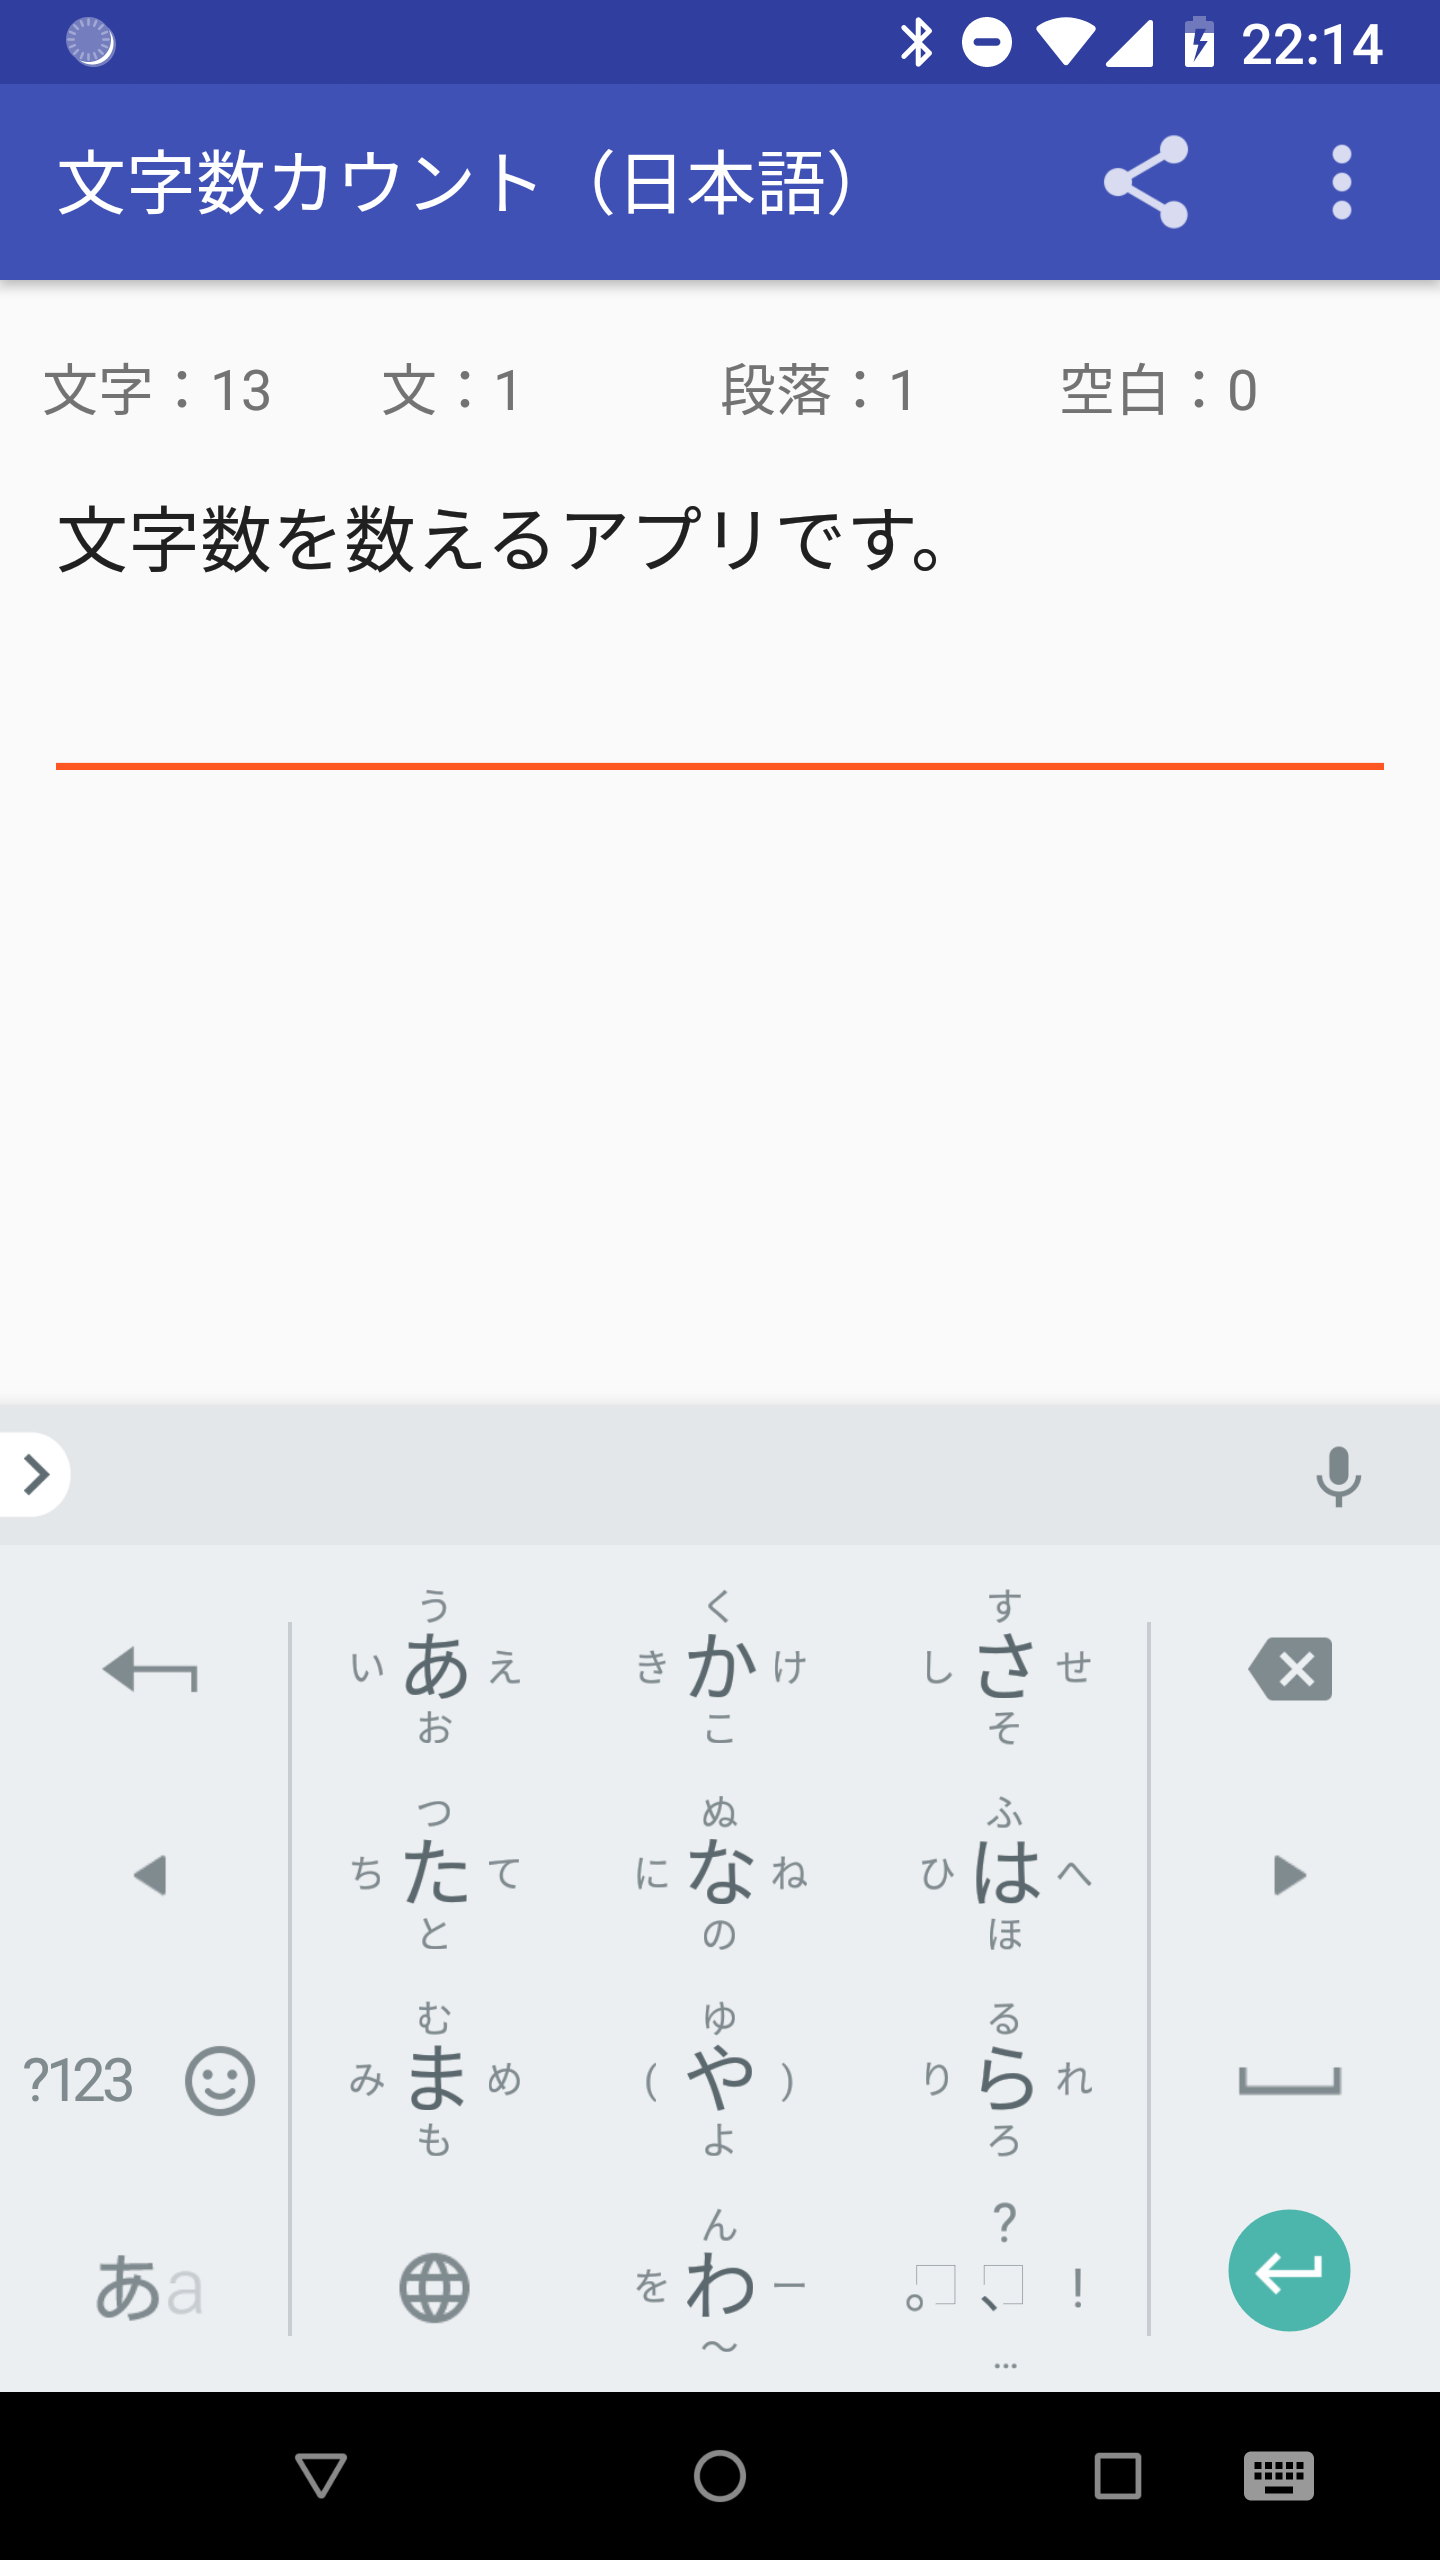 22:14
文字数カウント（日本語）
文字：13 文：1 段落：1 空白：0
文字数を数えるアプリです。
う く す
い あ え き か け し さ せ
お こ そ
つ ぬ ふ
ち た て に な ね ひ は へ
と の ほ
む ゆ る
?123 み ま め ( や ) り ら れ
も よ ろ
ん ?
あa を わ ー 。 、 !
〜 …